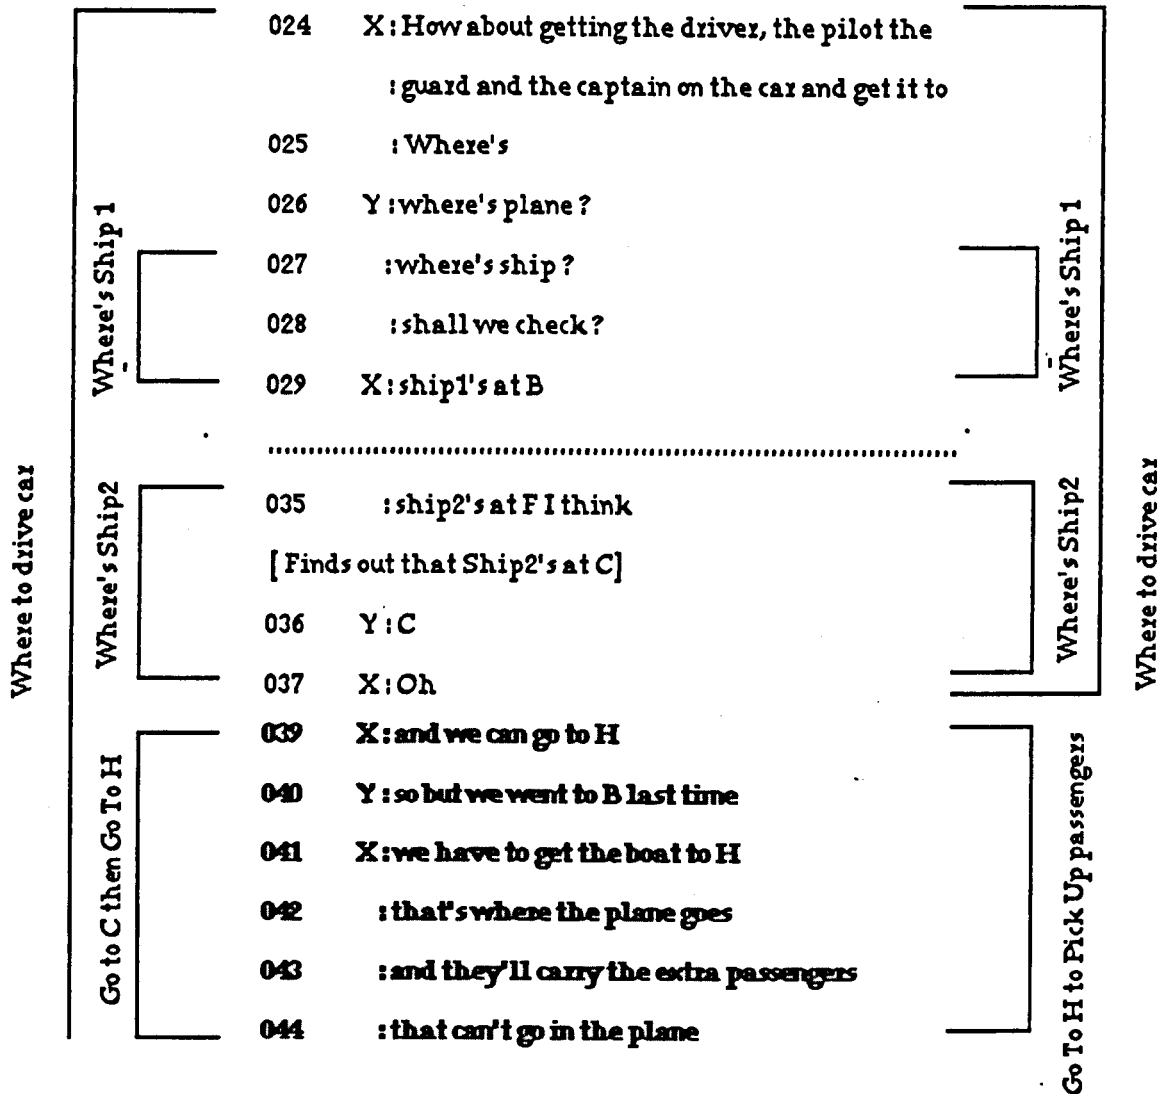 024 X:How about getting the driver, the pilot the
:guard and the captain on the car and get it to
025 :Where's
026 Y:where's plane?
027 :where's ship?
028 :shall we check?
029 X:ship1's at B
035 :ship2's at F I think
[Finds out that Ship2's at C]
036 Y:C
037 X:Oh
039 X:and we can go to H
040 Y:so but we went to B last time
041 X:we have to get the boat to H
042 :that's where the plane goes
043 :and they'll carry the extra passengers
044 :that can't go in the plane
Where to drive car
Where's Ship1
Where's Ship2
Go to C then Go To H
Where's Ship1
Where's Ship2
Go To H to Pick Up passengers
Where to drive car